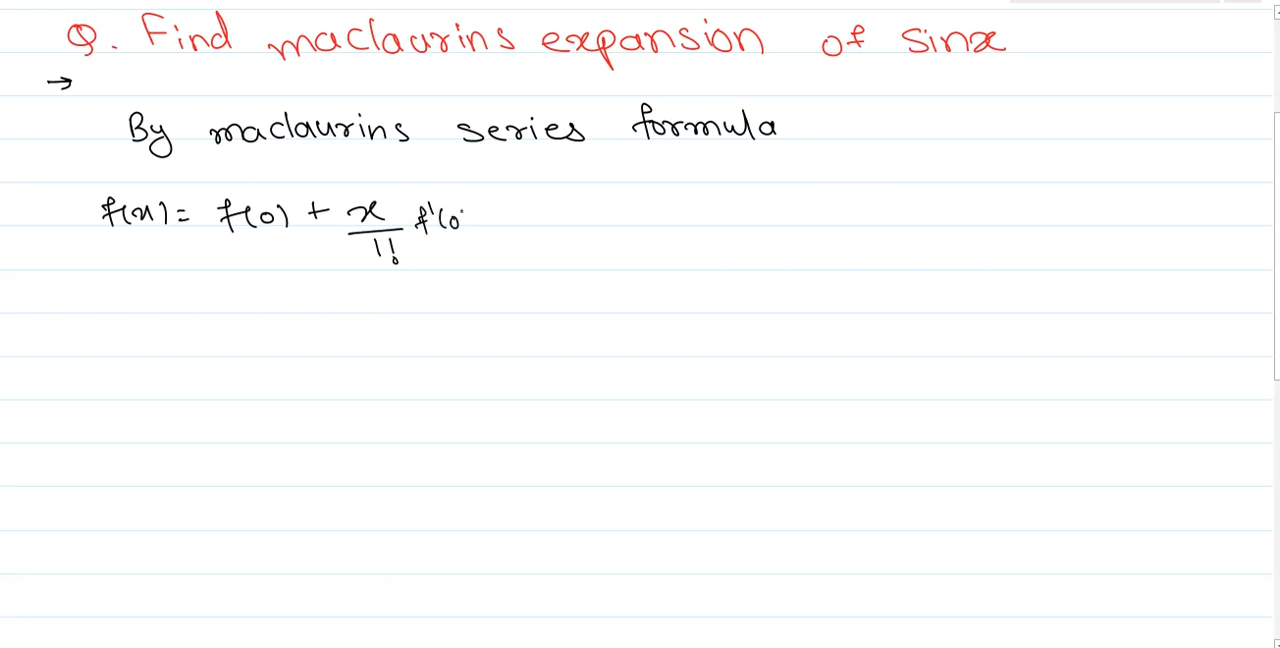 Q. Find maclaurins expansion of sinx
→
By maclaurins series formula
f(x) = f(0) + x/1! f'(0